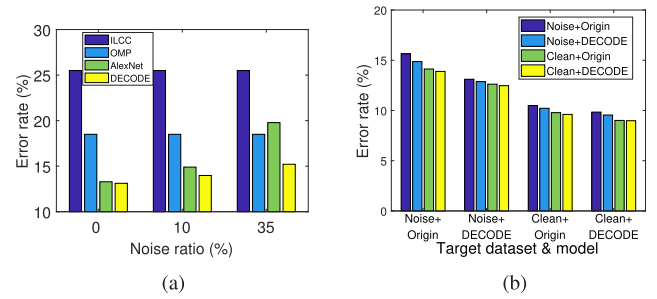 30
25
20
15
10
Error rate (%)
ILCC
OMP
AlexNet
DECODE
0
10
35
Noise ratio (%)
(a)
20
15
10
5
0
Error rate (%)
Noise+Origin
Noise+DECODE
Clean+Origin
Clean+DECODE
Noise+ Noise+ Clean+ Clean+
Origin DECODE Origin DECODE
Target dataset & model
(b)